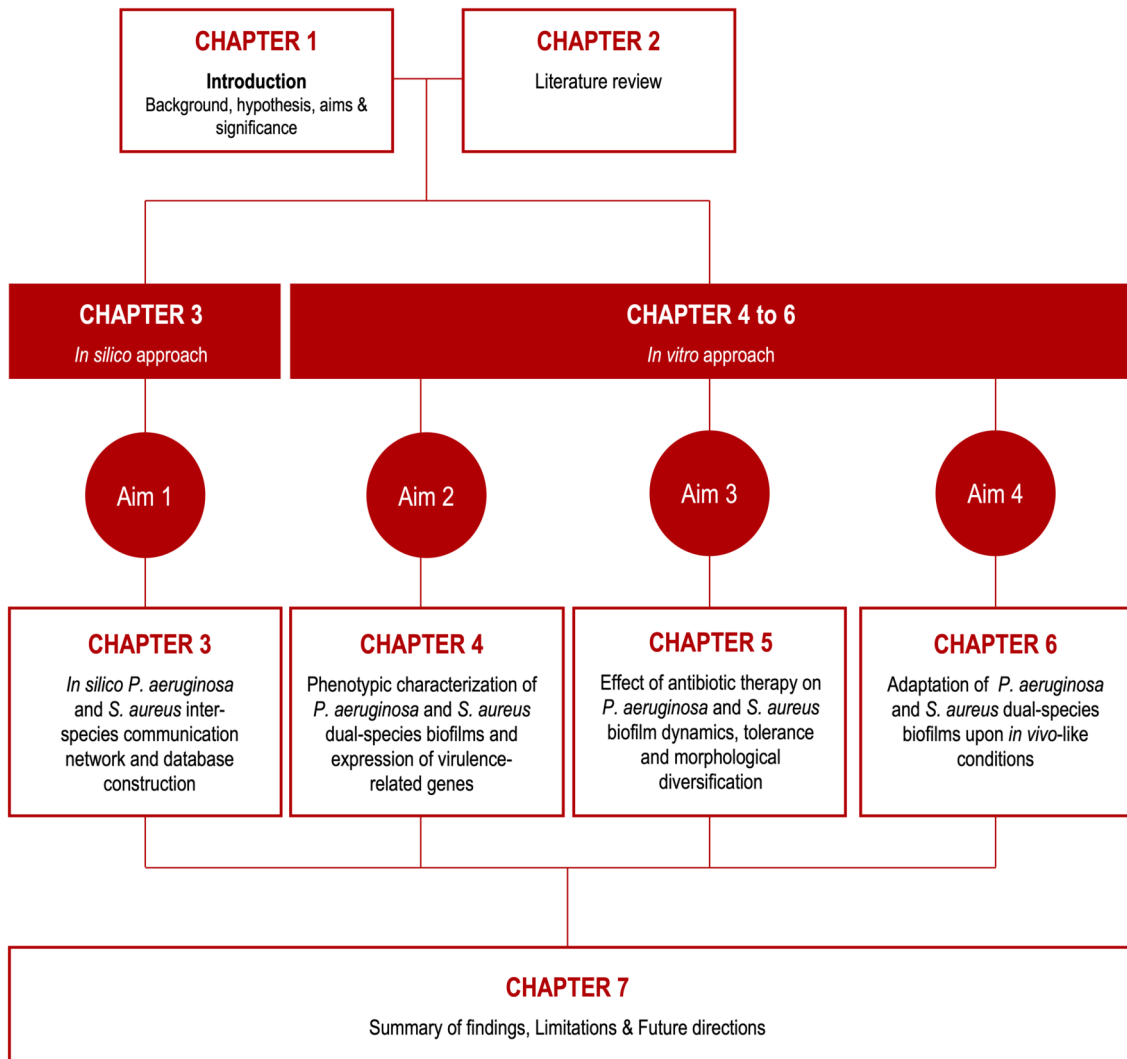 CHAPTER 1
Introduction
Background, hypothesis, aims &
significance
CHAPTER 2
Literature review
CHAPTER 3
In silico approach
CHAPTER 4 to 6
In vitro approach
Aim 1
Aim 2
Aim 3
Aim 4
CHAPTER 3
In silico P. aeruginosa
and S. aureus inter-
species communication
network and database
construction
CHAPTER 4
Phenotypic characterization of
P. aeruginosa and S. aureus
dual-species biofilms and
expression of virulence-
related genes
CHAPTER 5
Effect of antibiotic therapy on
P. aeruginosa and S. aureus
biofilm dynamics, tolerance
and morphological
diversification
CHAPTER 6
Adaptation of P. aeruginosa
and S. aureus dual-species
biofilms upon in vivo-like
conditions
CHAPTER 7
Summary of findings, Limitations & Future directions